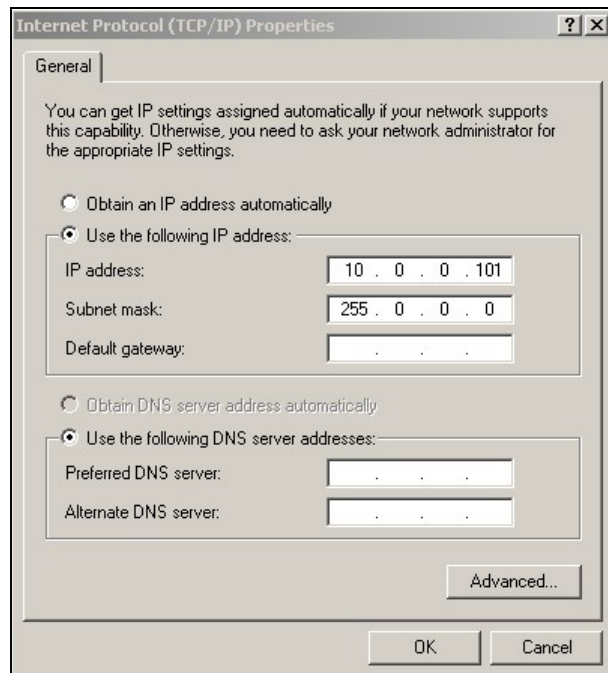 Internet Protocol (TCP/IP) Properties
General
You can get IP settings assigned automatically if your network supports
this capability. Otherwise, you need to ask your network administrator for
the appropriate IP settings.
Obtain an IP address automatically
Use the following IP address:
IP address: 10 . 0 . 0 . 101
Subnet mask: 255 . 0 . 0 . 0
Default gateway: . . .
Obtain DNS server address automatically
Use the following DNS server addresses:
Preferred DNS server: . . .
Alternate DNS server: . . .
Advanced...
OK Cancel